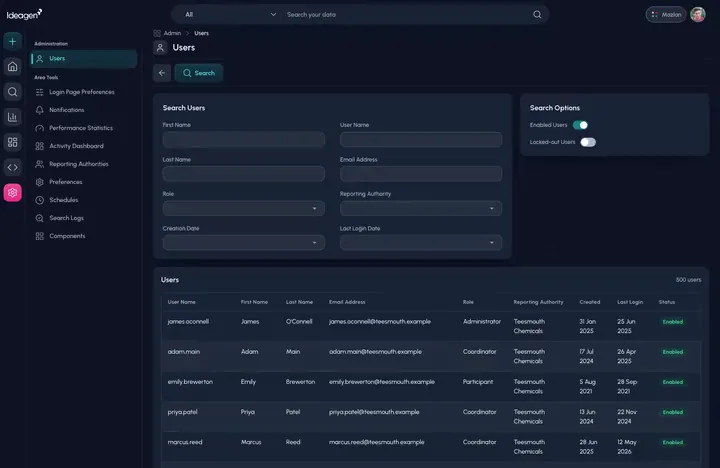 Ideagen
All
Search your data
Mazlan
Admin > Users
Users
Search
Administration
Users
Area Tools
Login Page Preferences
Notifications
Performance Statistics
Activity Dashboard
Reporting Authorities
Preferences
Schedules
Search Logs
Components
Search Users
First Name
User Name
Last Name
Email Address
Role
Reporting Authority
Creation Date
Last Login Date
Search Options
Enabled Users
Locked-out Users
Users
500 users
User Name First Name Last Name Email Address Role Reporting Authority Created Last Login Status
james.oconnell James O'Connell james.oconnell@teesmouth.example Administrator Teesmouth Chemicals 31 Jan 2025 25 Jun 2025 Enabled
adam.main Adam Main adam.main@teesmouth.example Coordinator Teesmouth Chemicals 17 Jul 2024 26 Apr 2025 Enabled
emily.brewerton Emily Brewerton emily.brewerton@teesmouth.example Participant Teesmouth Chemicals 5 Aug 2021 28 Sep 2021 Enabled
priya.patel Priya Patel priya.patel@teesmouth.example Coordinator Teesmouth Chemicals 13 Jun 2024 22 Nov 2024 Enabled
marcus.reed Marcus Reed marcus.reed@teesmouth.example Coordinator Teesmouth Chemicals 28 Jun 2025 12 May 2026 Enabled